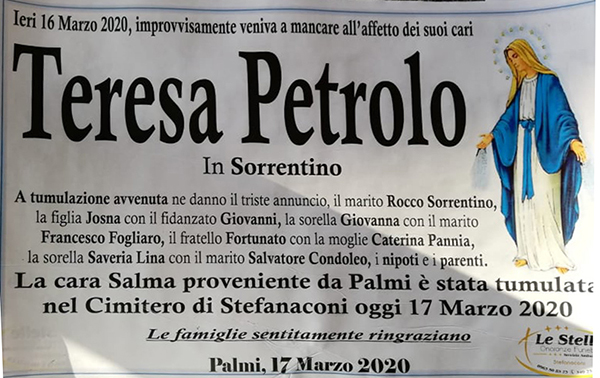 Ieri 16 Marzo 2020, improvvisamente veniva a mancare all'affetto dei suoi cari
Teresa Petrolo
In Sorrentino
A tumulazione avvenuta ne danno il triste annuncio, il marito Rocco Sorrentino,
la figlia Josna con il fidanzato Giovanni, la sorella Giovanna con il marito
Francesco Fogliaro, il fratello Fortunato con la moglie Caterina Pannia,
la sorella Saveria Lina con il marito Salvatore Condoleo, i nipoti e i parenti.
La cara Salma proveniente da Palmi è stata tumulata
nel Cimitero di Stefanaconi oggi 17 Marzo 2020
Le famiglie sentitamente ringraziano
Palmi, 17 Marzo 2020
Le Stelle
Stefanaconi